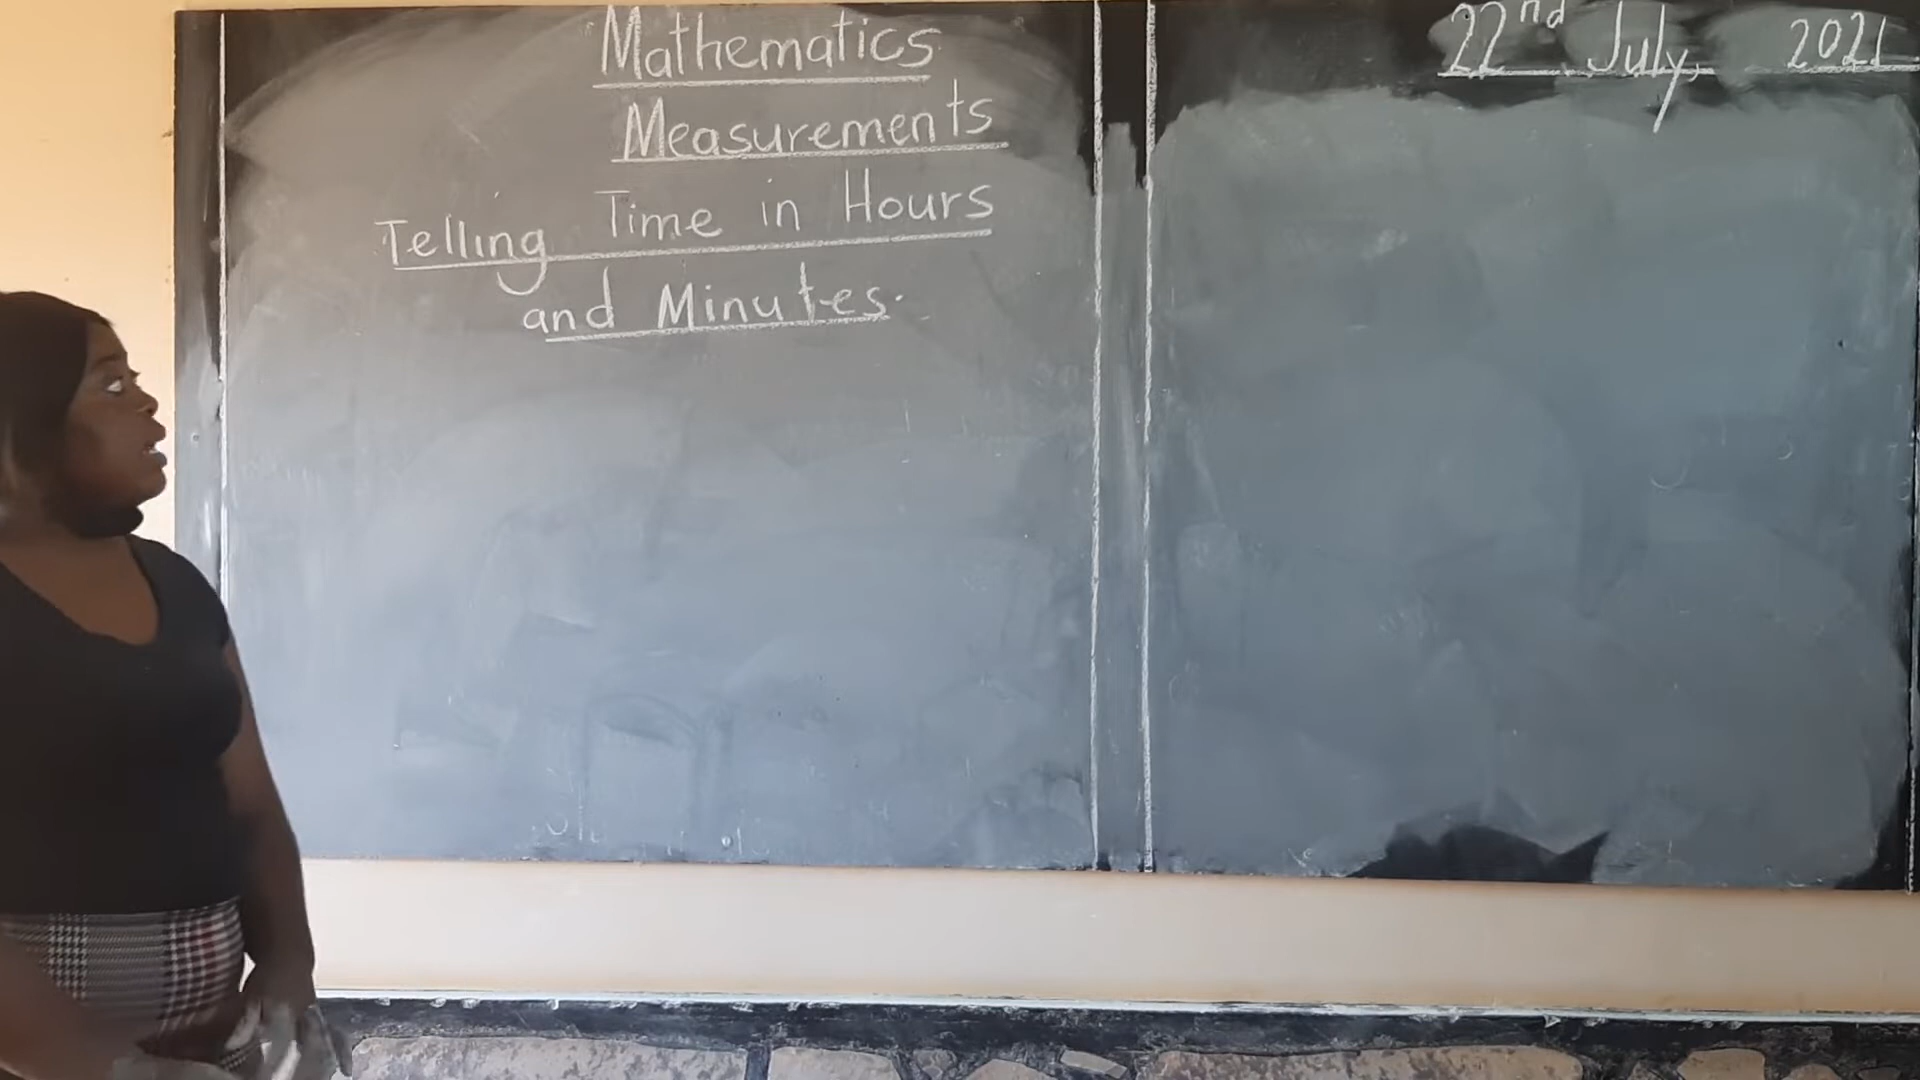 Mathematics
22nd July, 2021
Measurements
Telling Time in Hours
and Minutes.